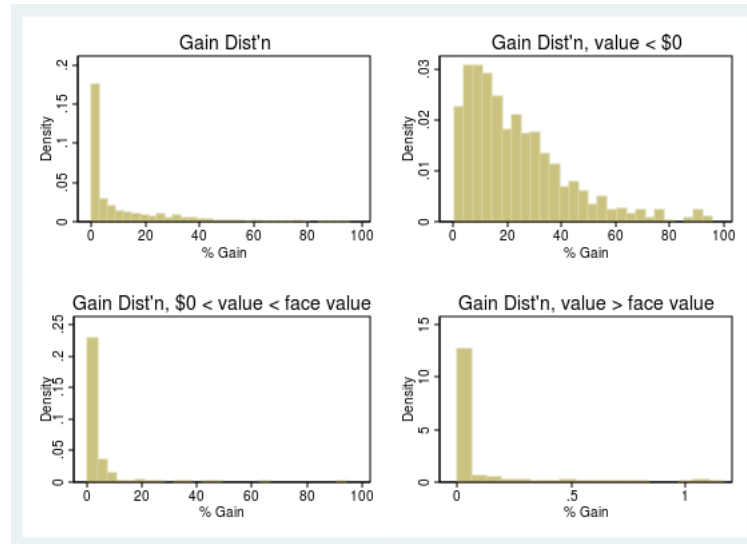 Gain Dist'n
Density
0 .05 .1 .15 .2
0 20 40 60 80 100
% Gain
Gain Dist'n, value < $0
Density
0 .01 .02 .03
0 20 40 60 80 100
% Gain
Gain Dist'n, $0 < value < face value
Density
0 .05 .1 .15 .2 .25
0 20 40 60 80 100
% Gain
Gain Dist'n, value > face value
Density
0 5 10 15
0 .5 1
% Gain